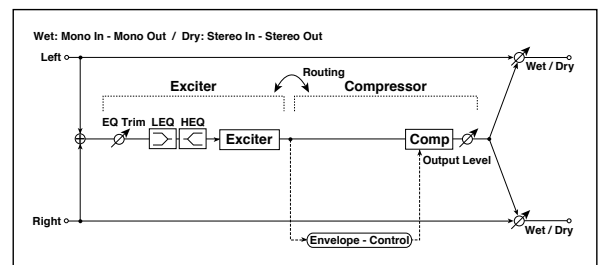 Wet: Mono In - Mono Out / Dry: Stereo In - Stereo Out
Left
Wet / Dry
Routing
Exciter
Compressor
EQ Trim
LEQ
HEQ
Exciter
Comp
Output Level
Right
Wet / Dry
Envelope - Control